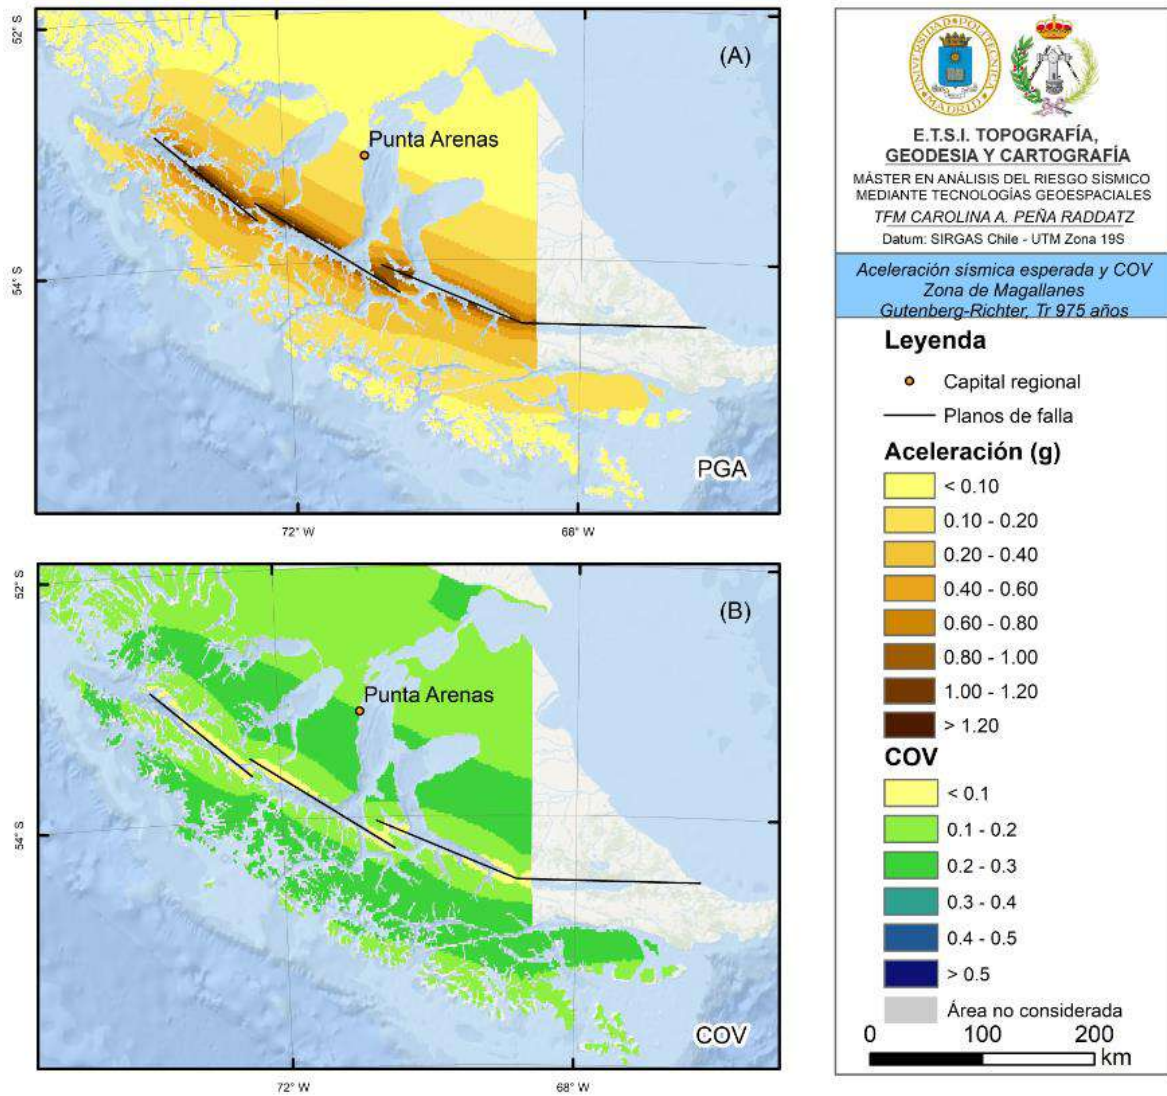 52° S
54° S
(A)
Punta Arenas
PGA
72° W
68° W
52° S
54° S
(B)
Punta Arenas
COV
72° W
68° W
UNIVERSIDAD POLITÉCNICA
MADRID
E.T.S.I. TOPOGRAFÍA,
GEODESIA Y CARTOGRAFÍA
MÁSTER EN ANÁLISIS DEL RIESGO SÍSMICO
MEDIANTE TECNOLOGÍAS GEOESPACIALES
TFM CAROLINA A. PEÑA RADDATZ
Datum: SIRGAS Chile - UTM Zona 19S
Aceleración sísmica esperada y COV
Zona de Magallanes
Gutenberg-Richter, Tr 975 años
Leyenda
Capital regional
Planos de falla
Aceleración (g)
< 0.10
0.10 - 0.20
0.20 - 0.40
0.40 - 0.60
0.60 - 0.80
0.80 - 1.00
1.00 - 1.20
> 1.20
COV
< 0.1
0.1 - 0.2
0.2 - 0.3
0.3 - 0.4
0.4 - 0.5
> 0.5
Área no considerada
0 100 200
km